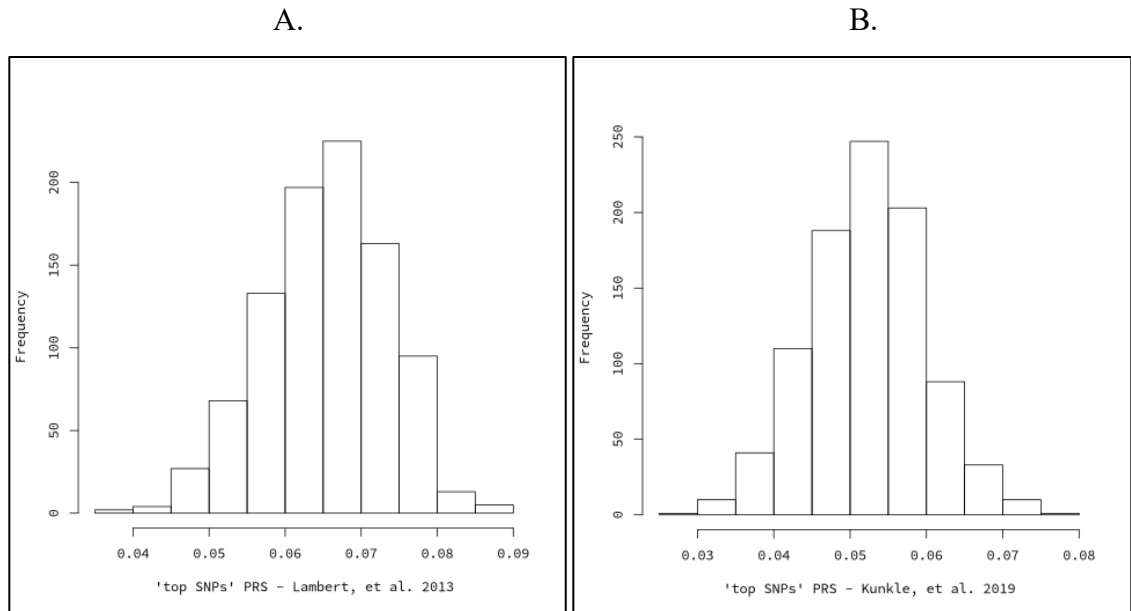 A.
B.
200
150
100
50
0
Frequency
0.04 0.05 0.06 0.07 0.08 0.09
'top SNPs' PRS - Lambert, et al. 2013
250
200
150
100
50
0
Frequency
0.03 0.04 0.05 0.06 0.07 0.08
'top SNPs' PRS - Kunkle, et al. 2019